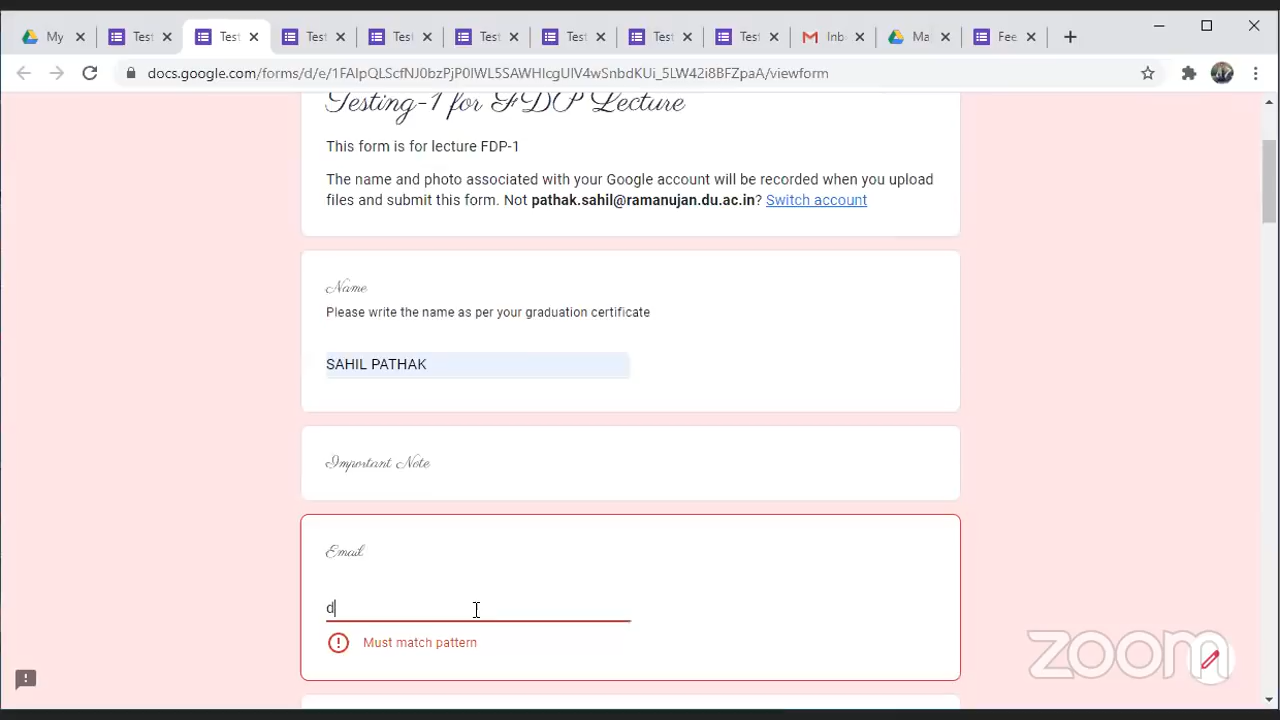 My
Test
Test
Test
Test
Test
Test
Test
Test
Inb
Ma
Fee
docs.google.com/forms/d/e/1FAIpQLScfNJ0bzPjP0IWL5SAWHIcgUlV4wSnbdKUi_5LW42i8BFZpaA/viewform
Testing-1 for FDP Lecture
This form is for lecture FDP-1
The name and photo associated with your Google account will be recorded when you upload
files and submit this form. Not pathak.sahil@ramanujan.du.ac.in? Switch account
Name
Please write the name as per your graduation certificate
SAHIL PATHAK
Important Note
Email
d
Must match pattern
zoom